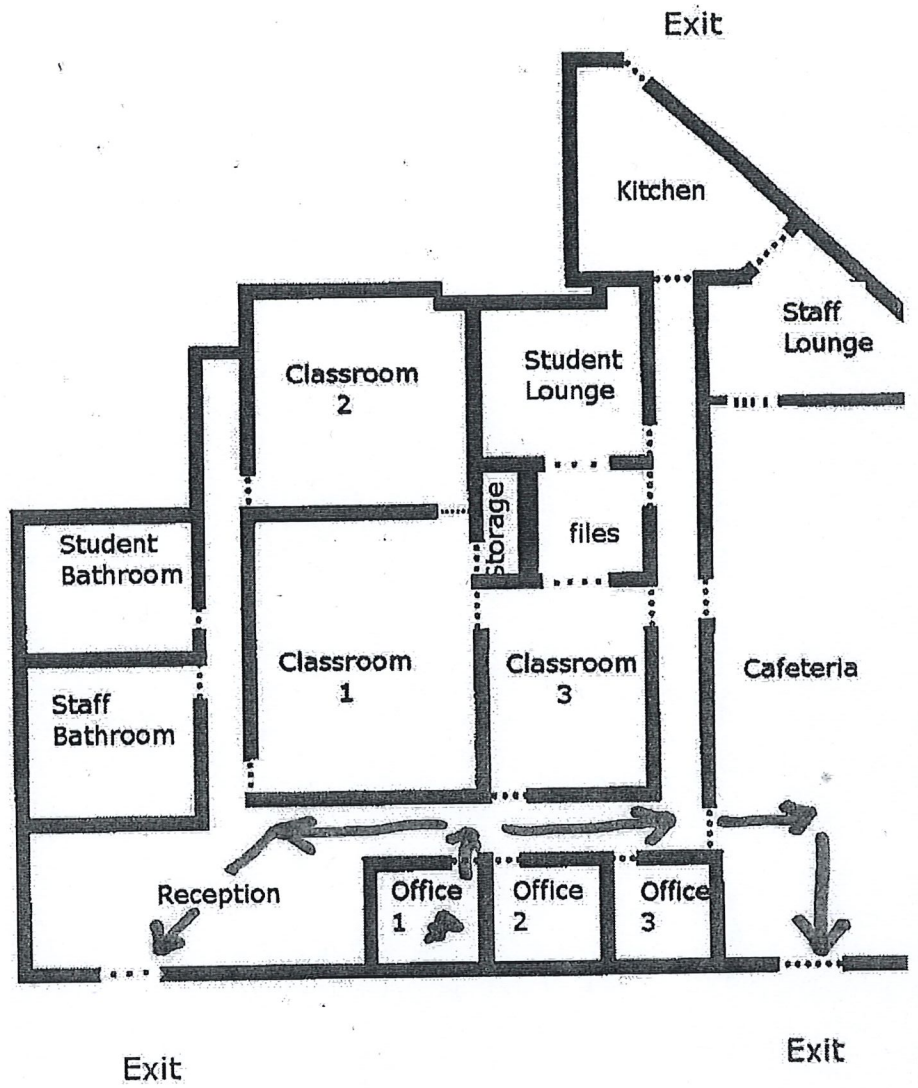 Exit
Kitchen
Staff
Lounge
Student
Lounge
Classroom
2
Storage
files
Student
Bathroom
Classroom
1
Classroom
3
Cafeteria
Staff
Bathroom
Reception
Office
1
Office
2
Office
3
Exit
Exit